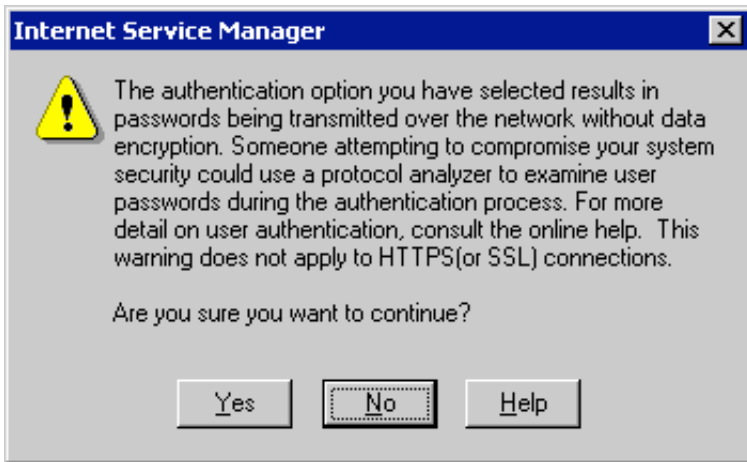 Internet Service Manager
The authentication option you have selected results in
passwords being transmitted over the network without data
encryption. Someone attempting to compromise your system
security could use a protocol analyzer to examine user
passwords during the authentication process. For more
detail on user authentication, consult the online help.  This
warning does not apply to HTTPS(or SSL) connections.
Are you sure you want to continue?
Yes No Help